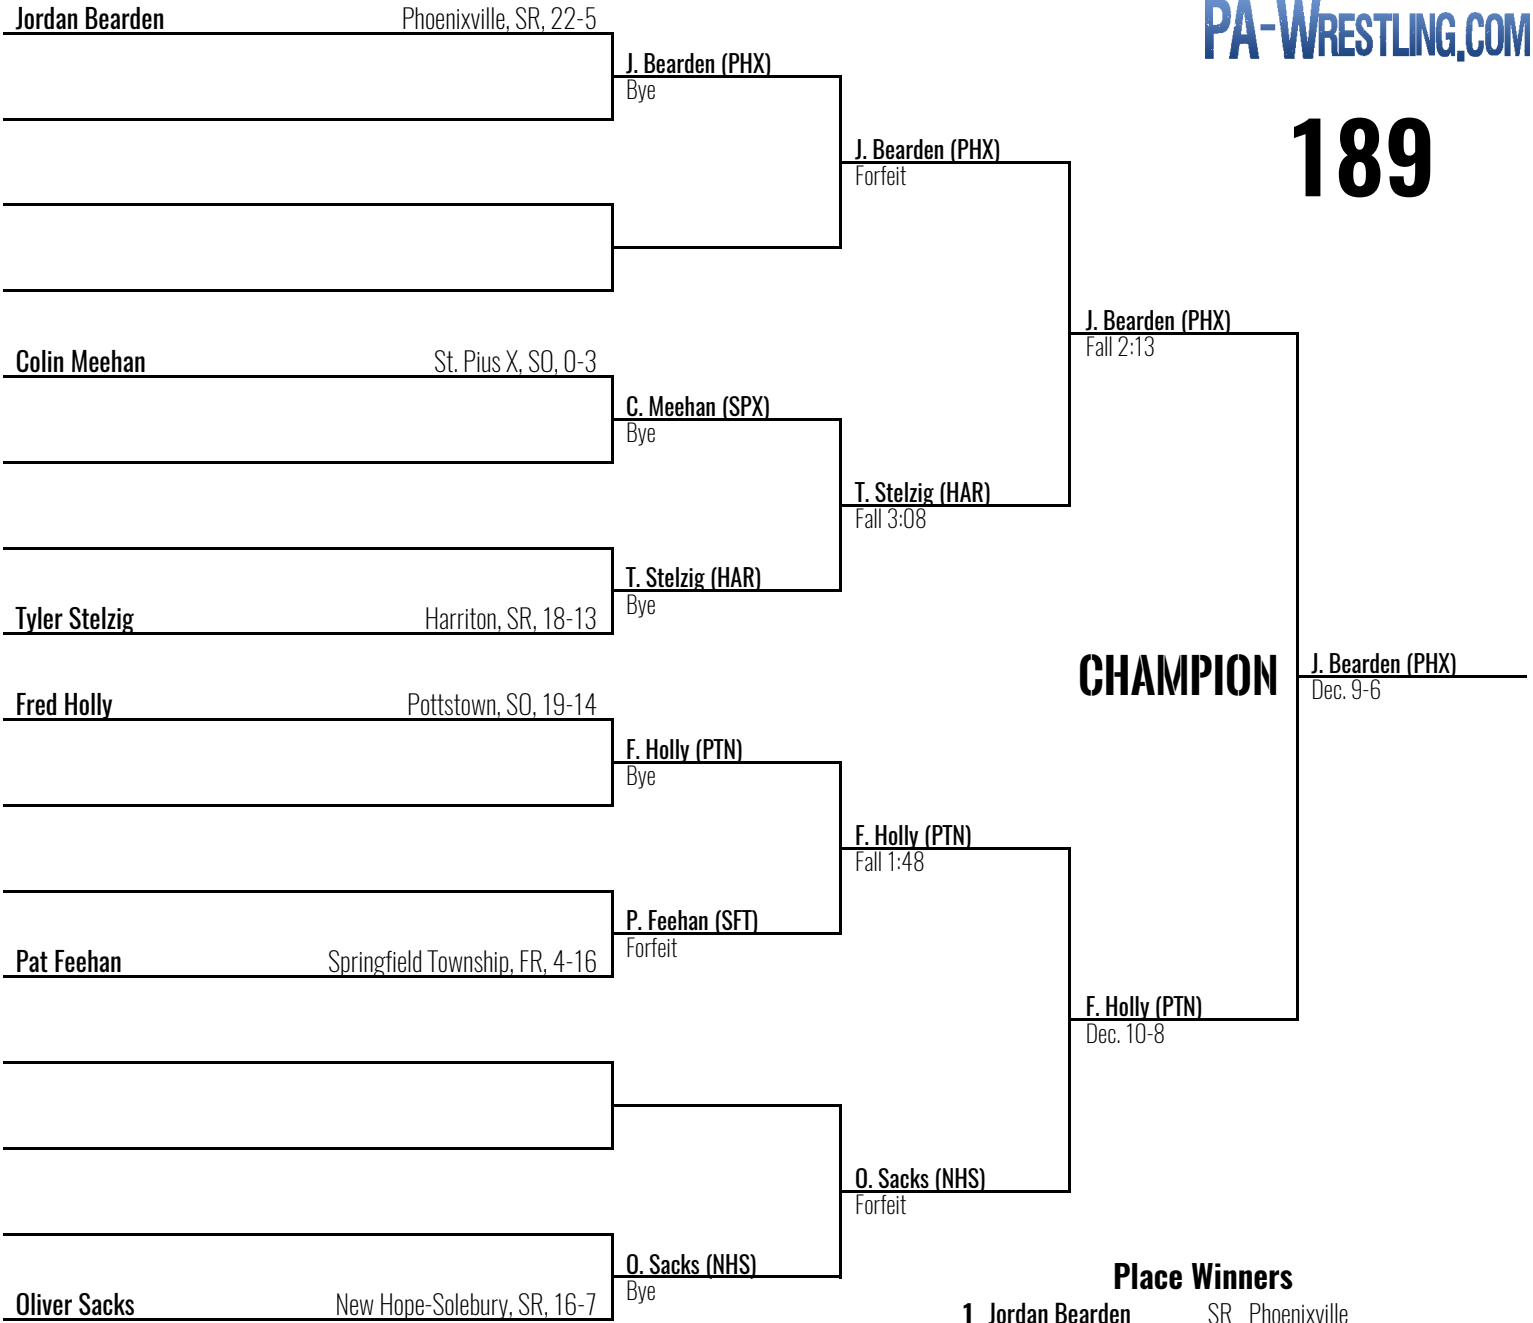 PA-WRESTLING.COM
189
Jordan Bearden Phoenixville, SR, 22-5
J. Bearden (PHX)
Bye
J. Bearden (PHX)
Forfeit
J. Bearden (PHX)
Fall 2:13
Colin Meehan St. Pius X, SO, 0-3
C. Meehan (SPX)
Bye
T. Stelzig (HAR)
Fall 3:08
T. Stelzig (HAR)
Bye
Tyler Stelzig Harriton, SR, 18-13
CHAMPION
J. Bearden (PHX)
Dec. 9-6
Fred Holly Pottstown, SO, 19-14
F. Holly (PTN)
Bye
F. Holly (PTN)
Fall 1:48
P. Feehan (SFT)
Forfeit
Pat Feehan Springfield Township, FR, 4-16
F. Holly (PTN)
Dec. 10-8
O. Sacks (NHS)
Forfeit
O. Sacks (NHS)
Bye
Oliver Sacks New Hope-Solebury, SR, 16-7
Place Winners
1 Jordan Bearden SR Phoenixville